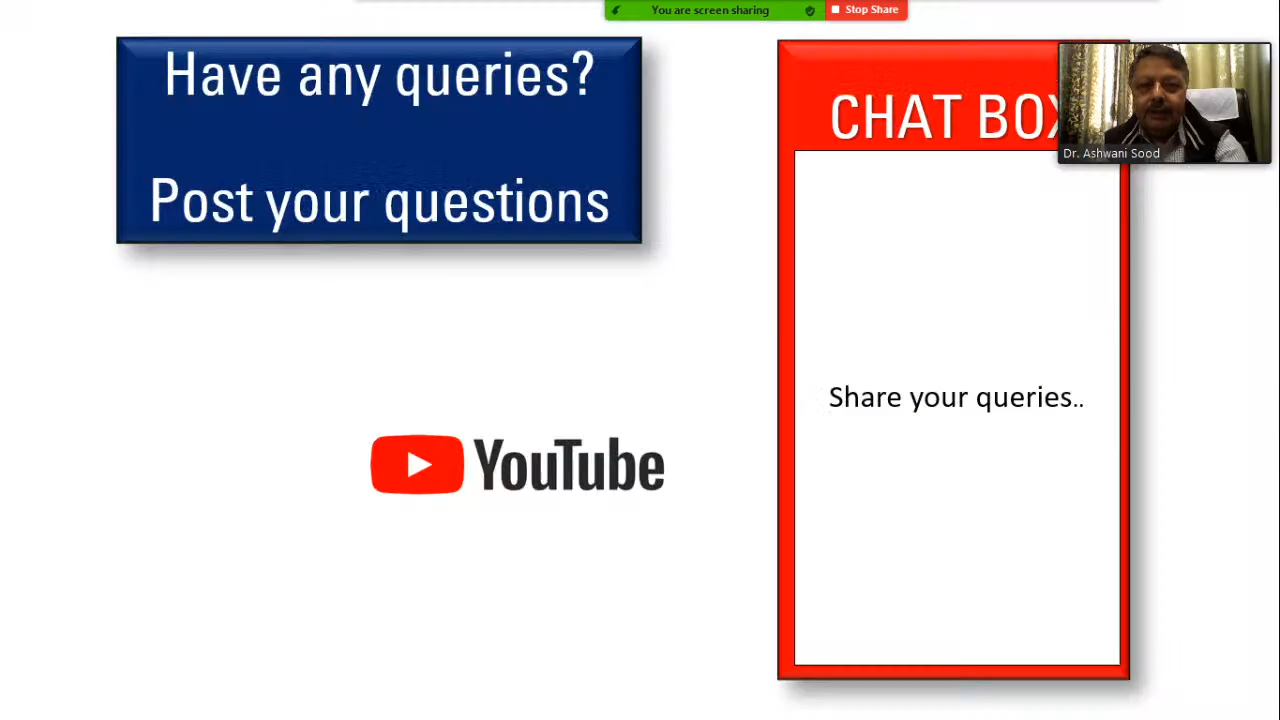 You are screen sharing
Stop Share
Have any queries?
Post your questions
CHAT BOX
Dr. Ashwani Sood
Share your queries..
YouTube